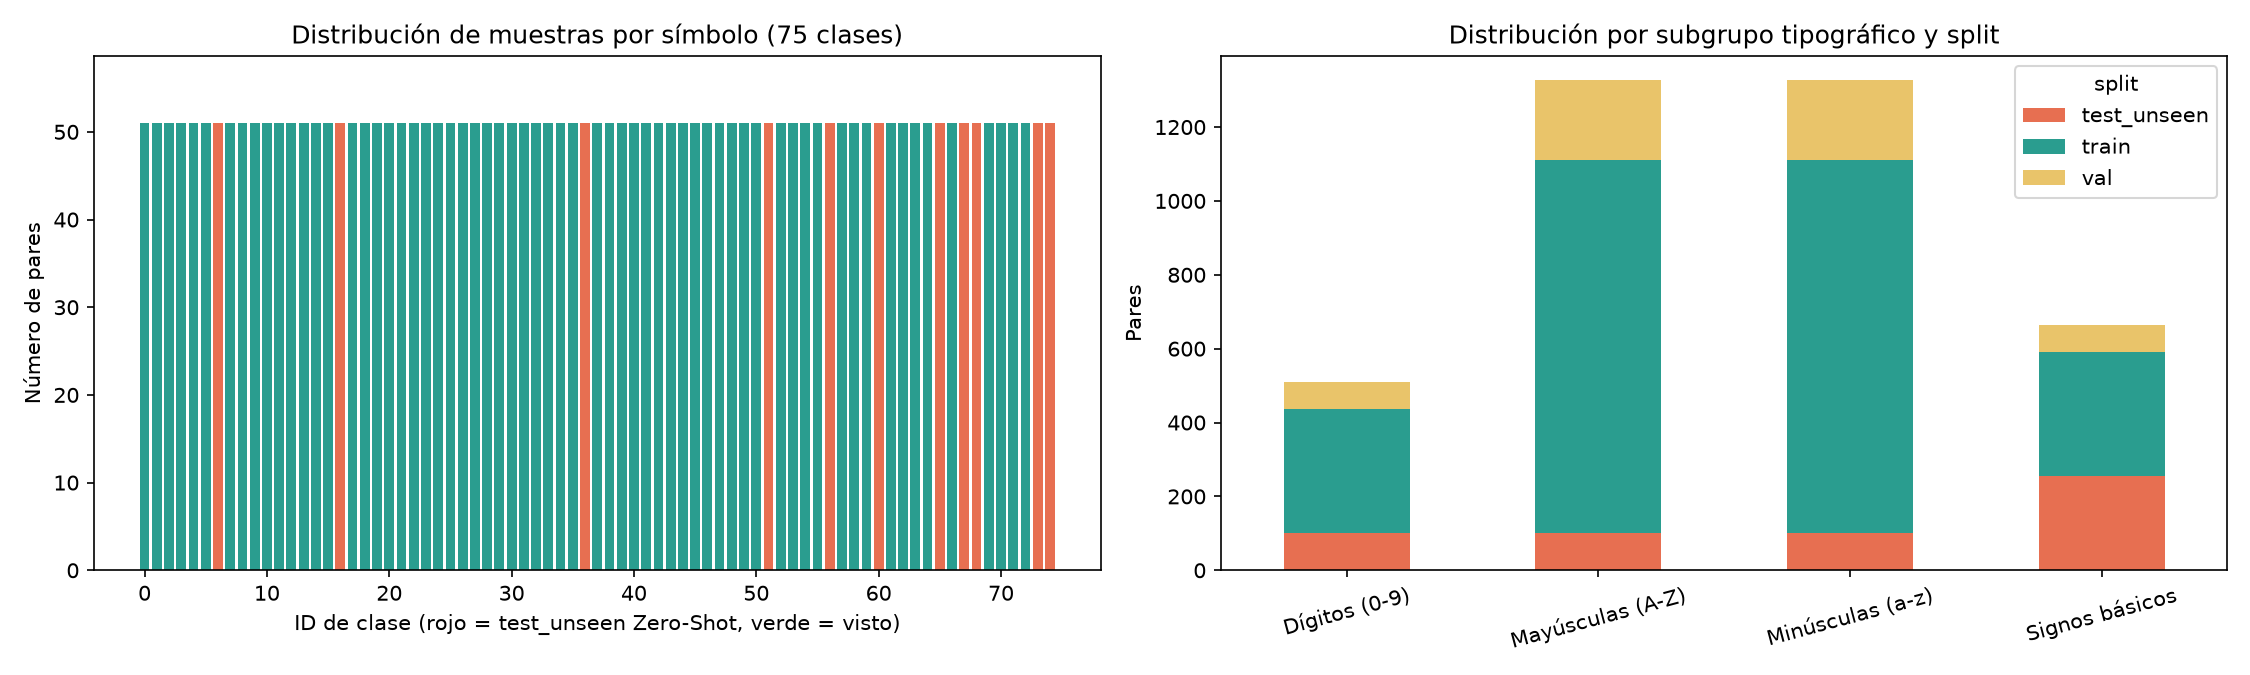 Distribución de muestras por símbolo (75 clases)
Número de pares
50
40
30
20
10
0
0 10 20 30 40 50 60 70
ID de clase (rojo = test_unseen Zero-Shot, verde = visto)
Distribución por subgrupo tipográfico y split
Pares
1200
1000
800
600
400
200
0
split
test_unseen
train
val
Dígitos (0-9)
Mayúsculas (A-Z)
Minúsculas (a-z)
Signos básicos